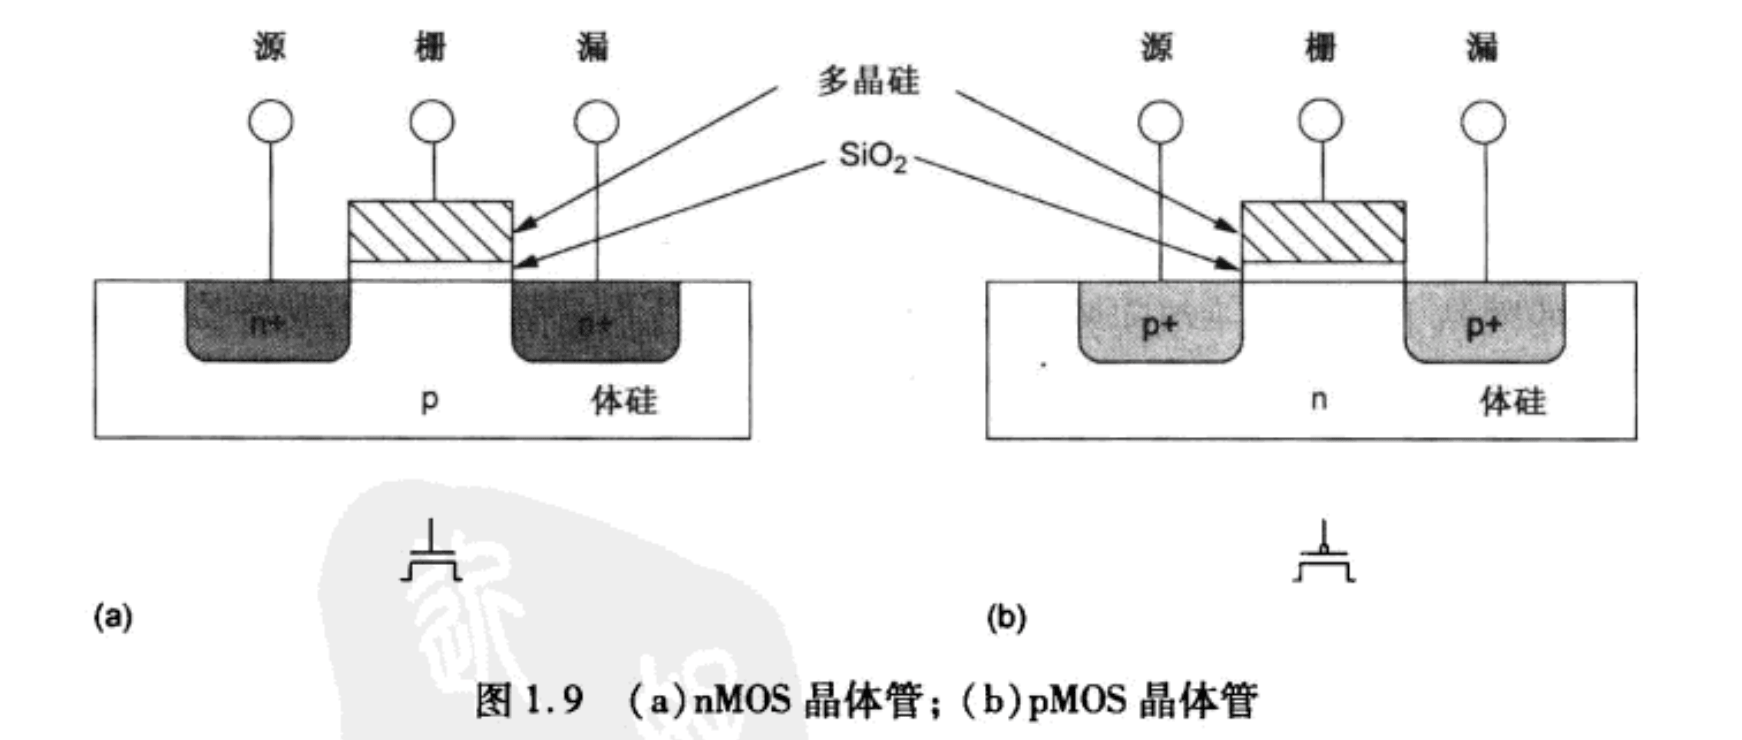 源 栅 漏 源 栅 漏
多晶硅
SiO₂
n+ n+ p+ p+
p 体硅 n 体硅
(a) (b)
图1.9 (a)nMOS 晶体管；(b)pMOS 晶体管